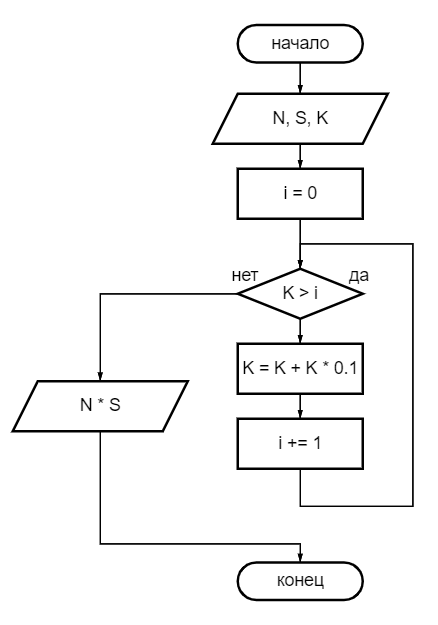 начало
N, S, K
i = 0
нет
да
K > i
K = K + K * 0.1
N * S
i += 1
конец